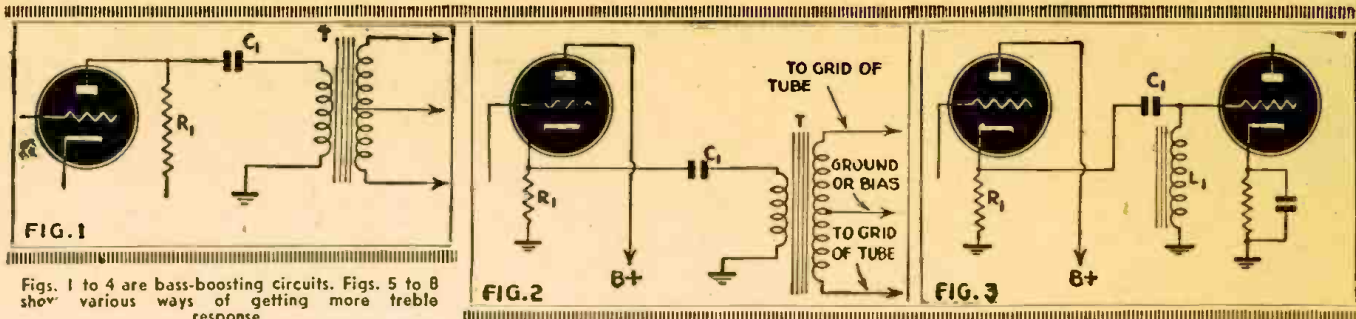 C1
T
R1
FIG.1
Figs. 1 to 4 are bass-boosting circuits. Figs. 5 to 8
show various ways of getting more treble
response.
C1
T
TO GRID OF
TUBE
GROUND
OR BIAS
TO GRID
OF TUBE
R1
B+
FIG.2
C1
R1
L1
B+
FIG.3